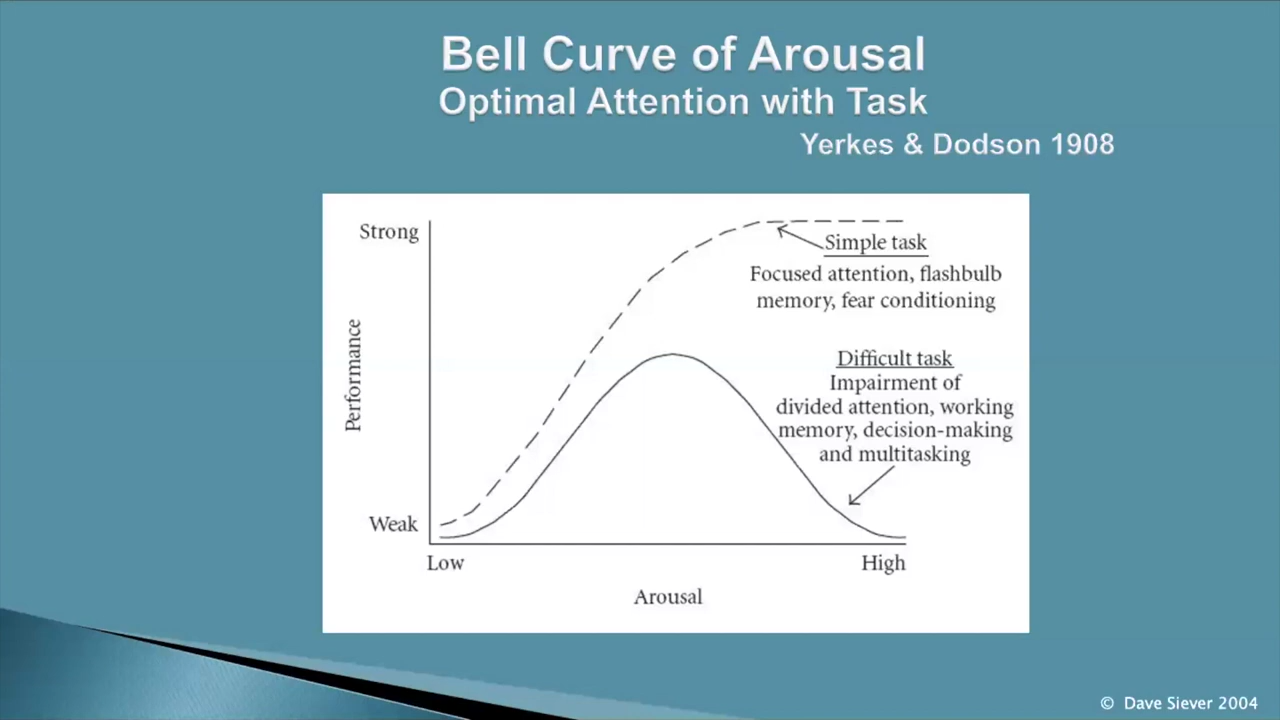 Bell Curve of Arousal
Optimal Attention with Task
Yerkes & Dodson 1908
Strong
Simple task
Focused attention, flashbulb
memory, fear conditioning
Performance
Difficult task
Impairment of
divided attention, working
memory, decision-making
and multitasking
Weak
Low
High
Arousal
© Dave Siever 2004